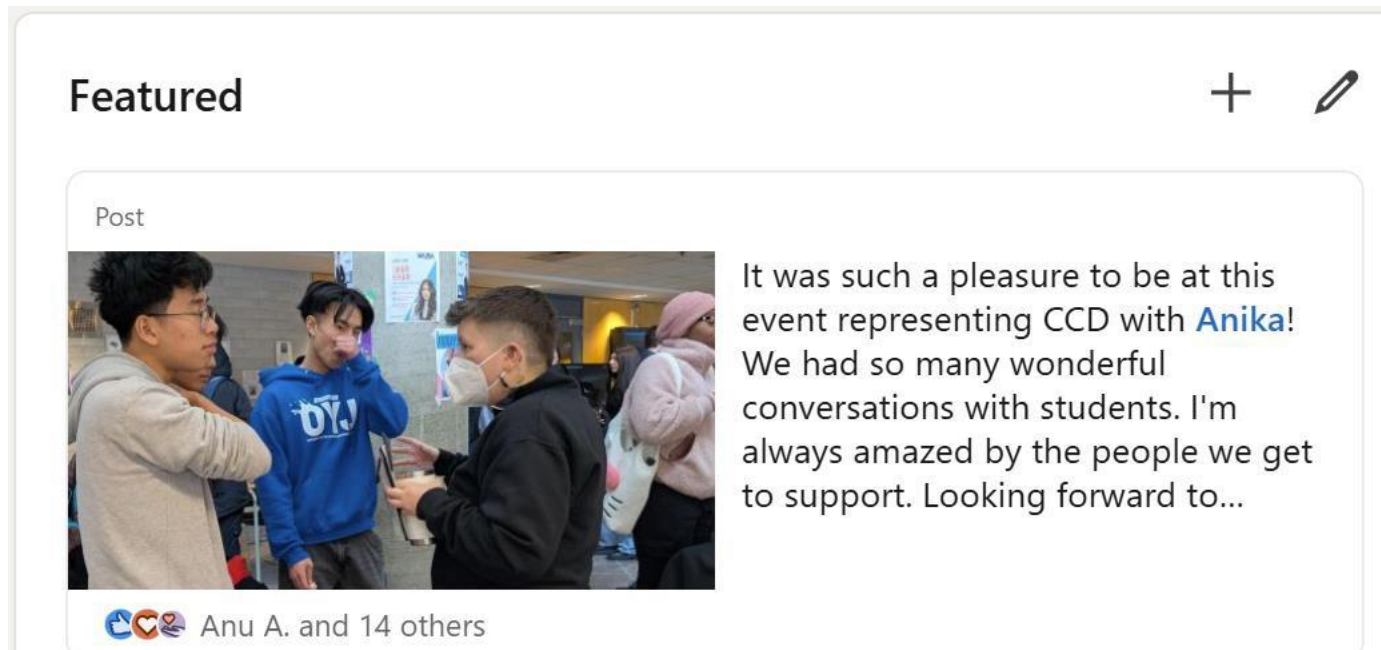 Featured
Post
It was such a pleasure to be at this
event representing CCD with Anika!
We had so many wonderful
conversations with students. I'm
always amazed by the people we get
to support. Looking forward to...
OYJ
Anu A. and 14 others